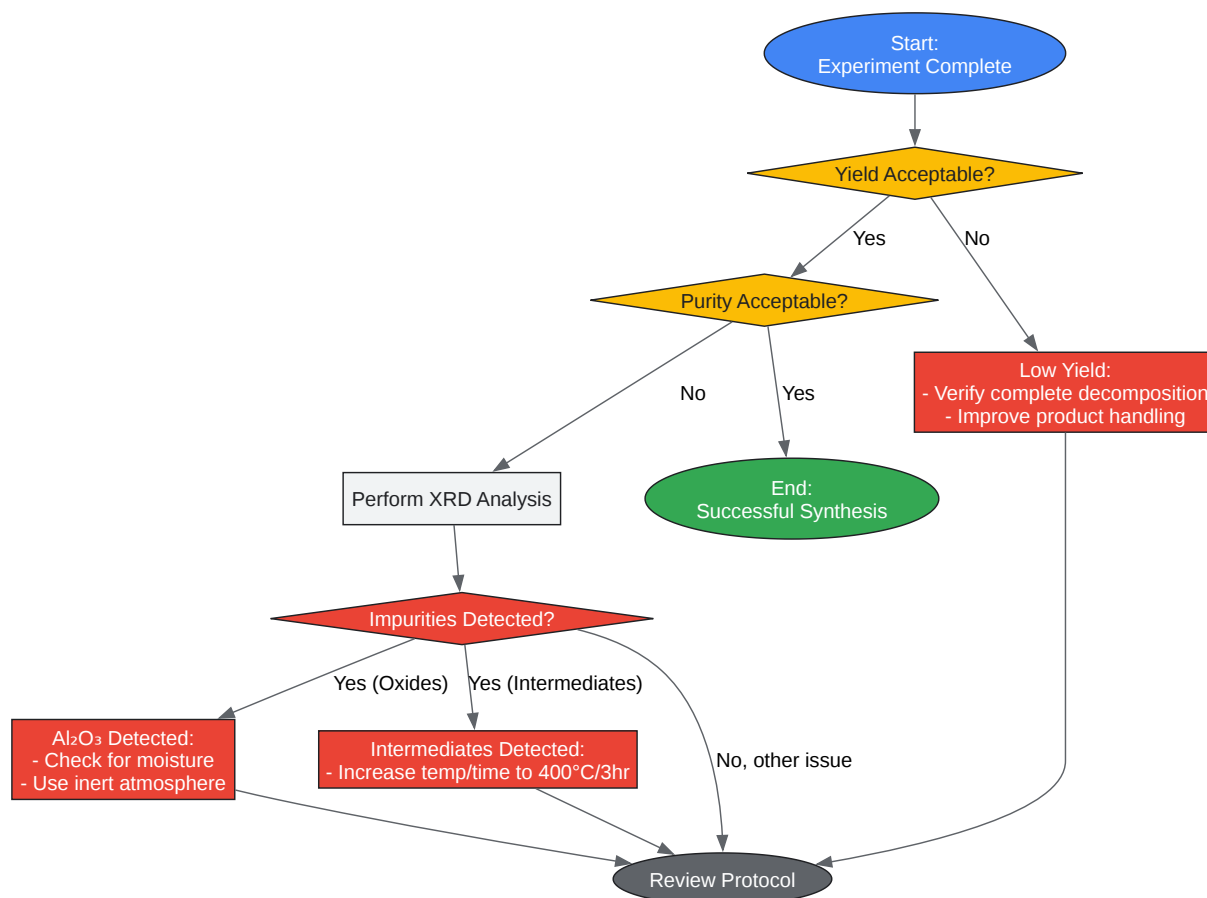 Start:
Experiment Complete
Yield Acceptable?
Yes
No
Purity Acceptable?
Low Yield:
- Verify complete decomposition
- Improve product handling
No
Yes
Perform XRD Analysis
End:
Successful Synthesis
Impurities Detected?
Yes (Oxides)
Yes (Intermediates)
Al₂O₃ Detected:
- Check for moisture
- Use inert atmosphere
Intermediates Detected:
- Increase temp/time to 400°C/3hr
No, other issue
Review Protocol